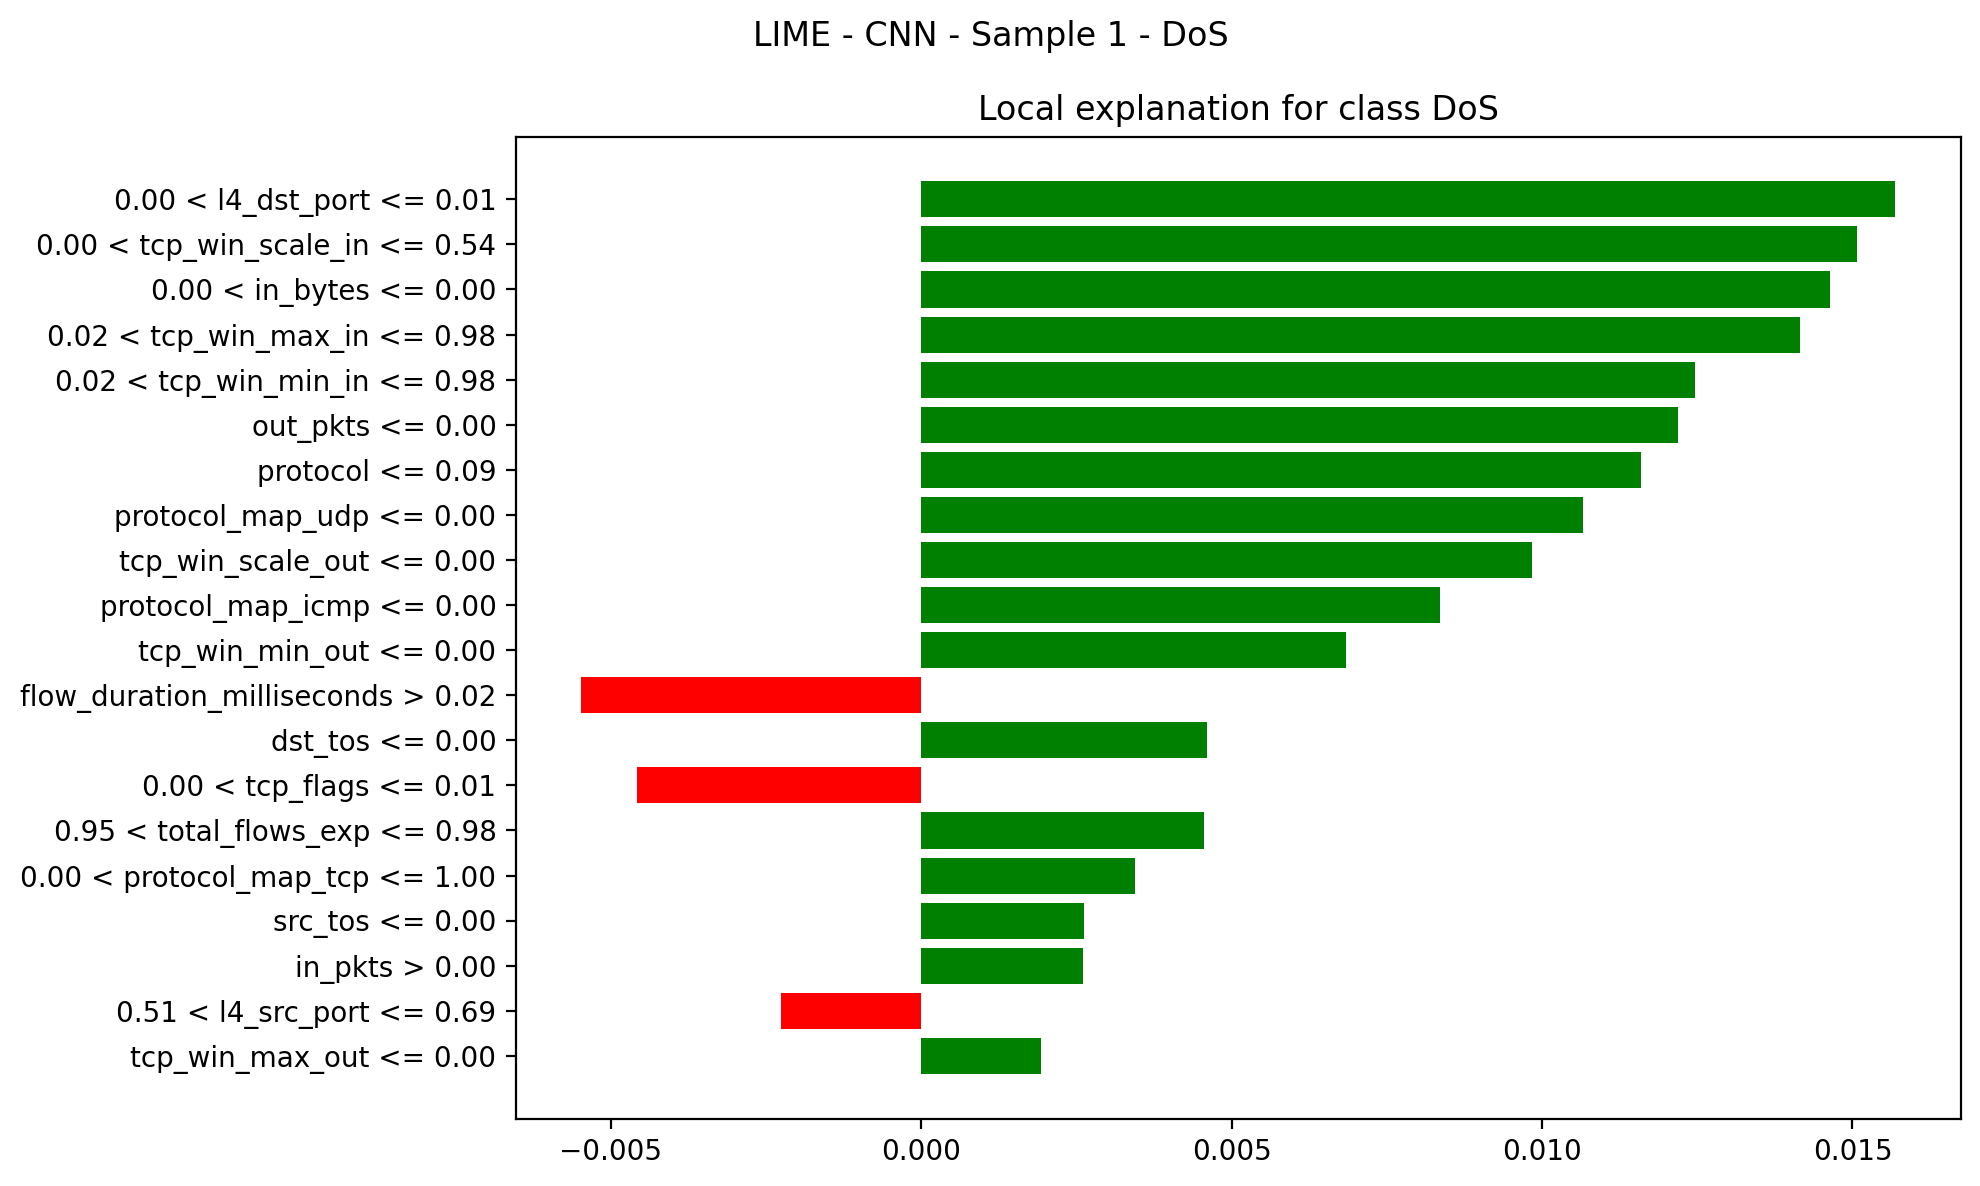 LIME - CNN - Sample 1 - DoS
Local explanation for class DoS
0.00 < l4_dst_port <= 0.01
0.00 < tcp_win_scale_in <= 0.54
0.00 < in_bytes <= 0.00
0.02 < tcp_win_max_in <= 0.98
0.02 < tcp_win_min_in <= 0.98
out_pkts <= 0.00
protocol <= 0.09
protocol_map_udp <= 0.00
tcp_win_scale_out <= 0.00
protocol_map_icmp <= 0.00
tcp_win_min_out <= 0.00
flow_duration_milliseconds > 0.02
dst_tos <= 0.00
0.00 < tcp_flags <= 0.01
0.95 < total_flows_exp <= 0.98
0.00 < protocol_map_tcp <= 1.00
src_tos <= 0.00
in_pkts > 0.00
0.51 < l4_src_port <= 0.69
tcp_win_max_out <= 0.00
−0.005 0.000 0.005 0.010 0.015